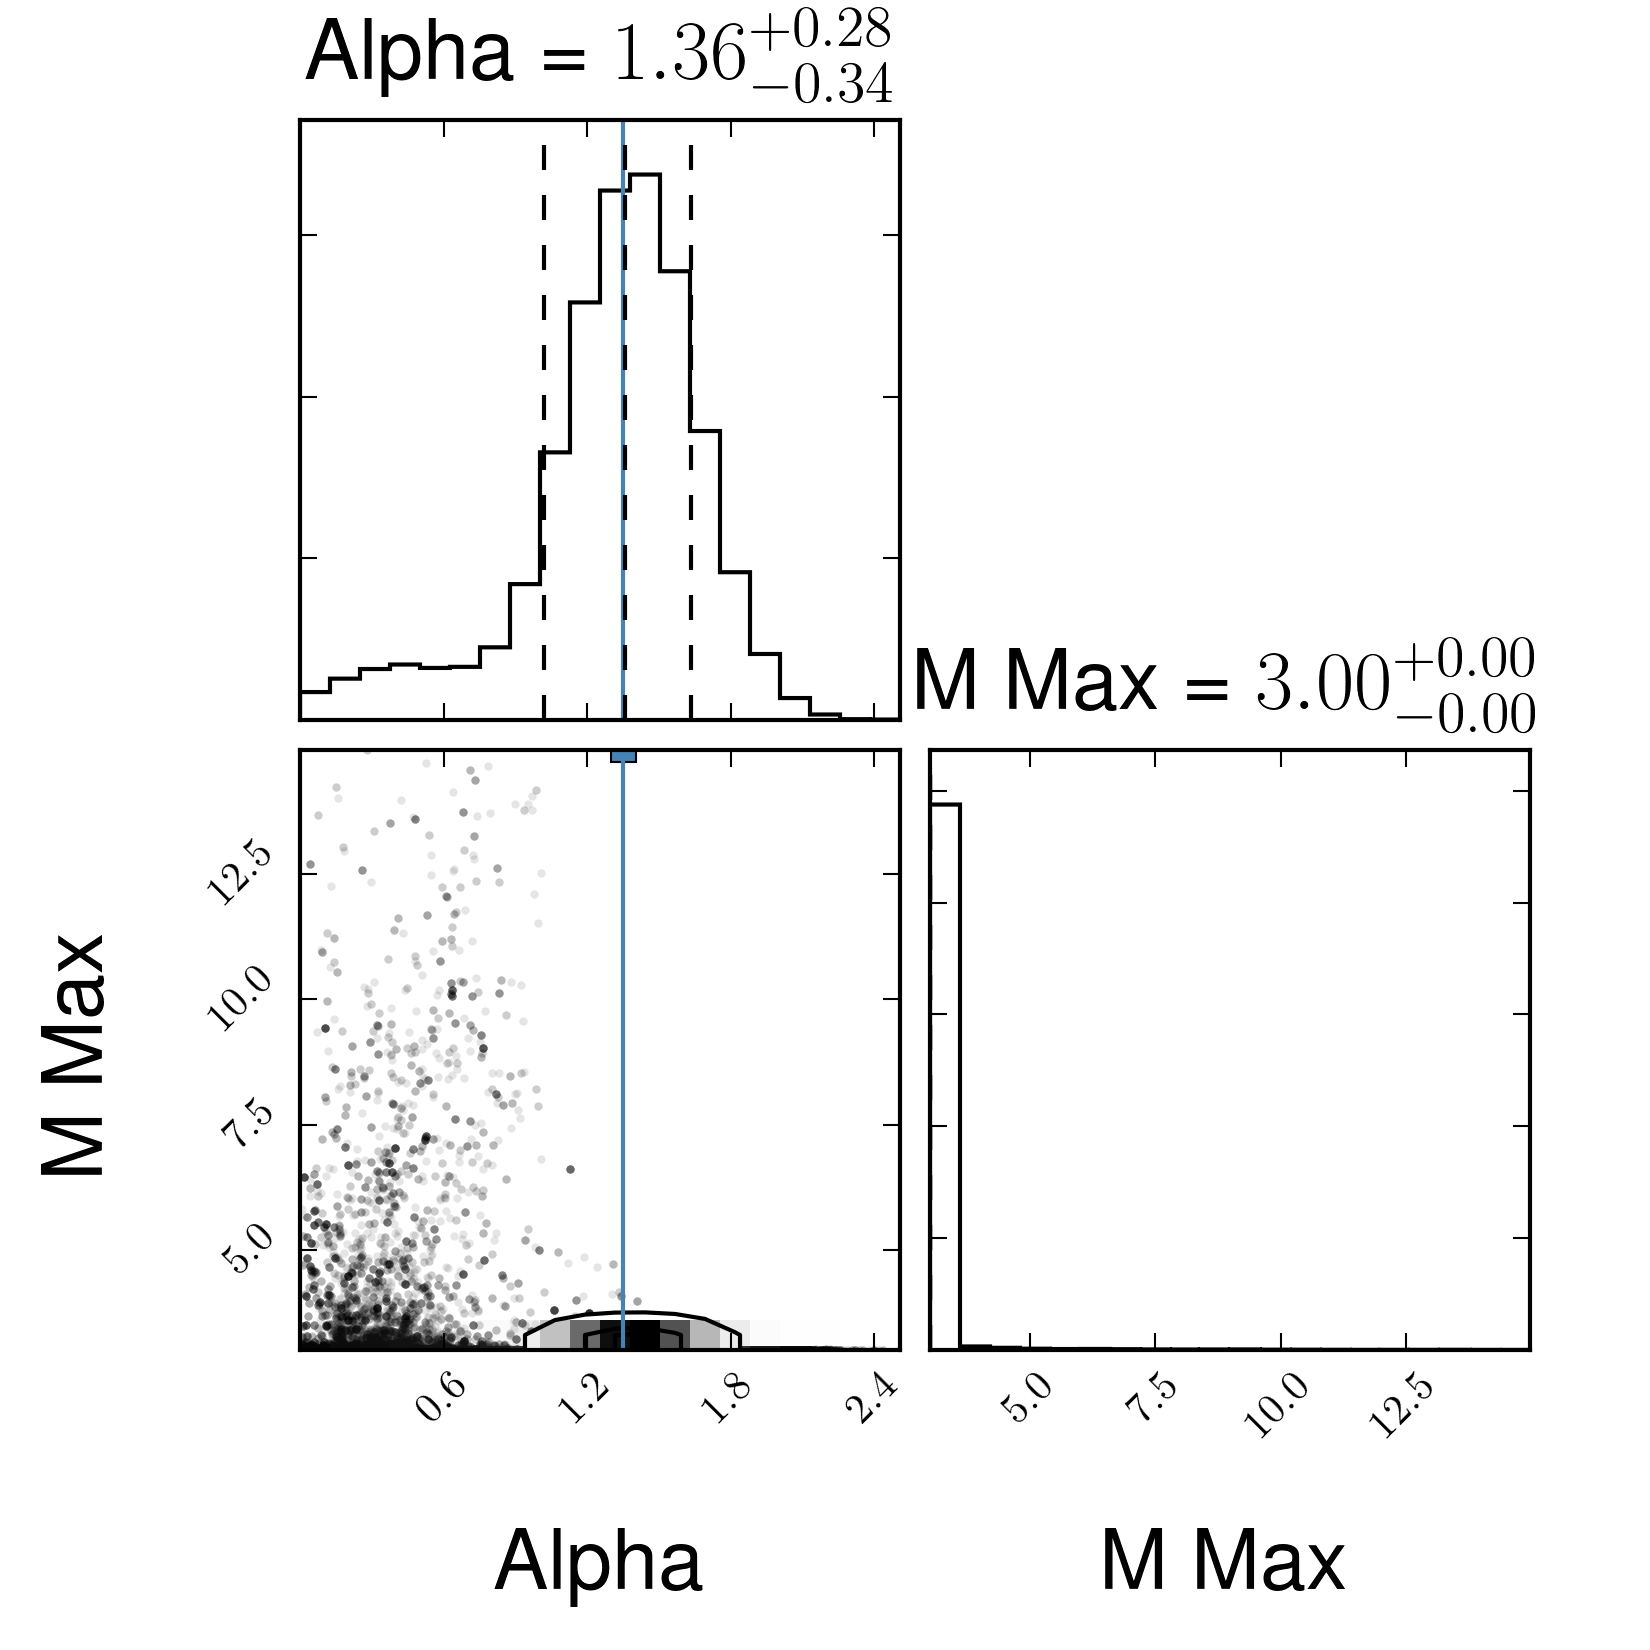 Alpha = 1.36+0.28−0.34
M Max = 3.00+0.00−0.00
M Max
12.5
10.0
7.5
5.0
0.6 1.2 1.8 2.4
5.0 7.5 10.0 12.5
Alpha
M Max